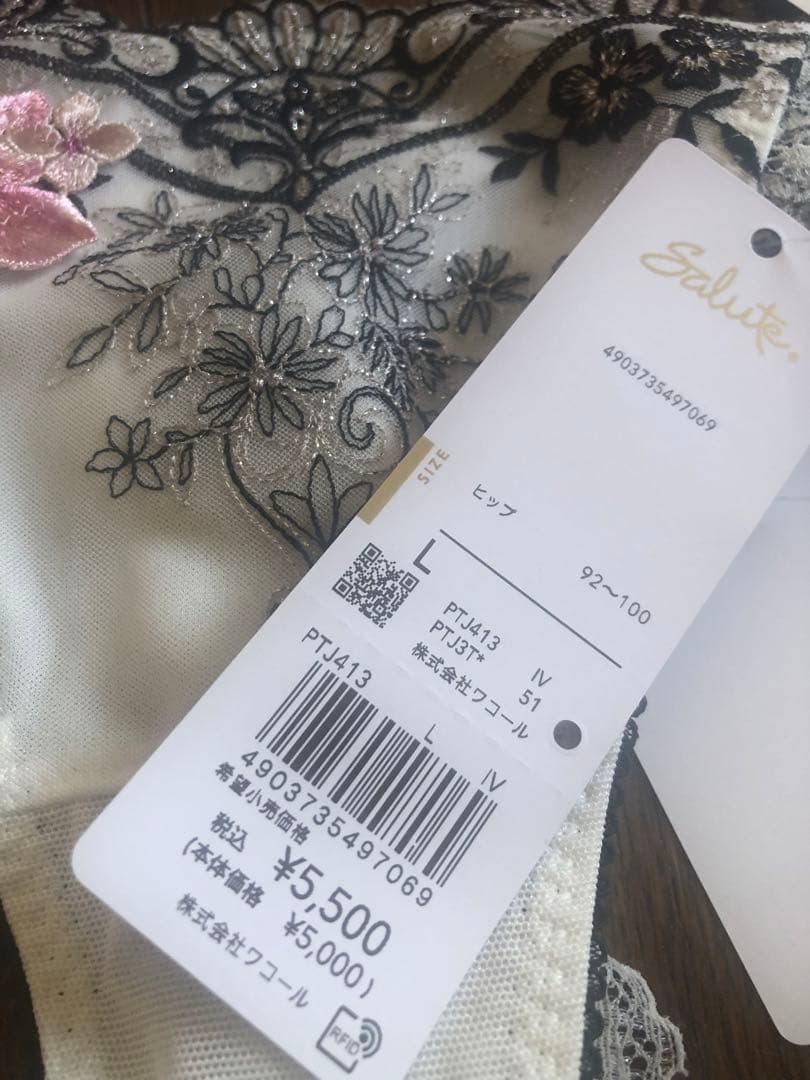 Salute
4903735497069
SIZE
ヒップ
92～100
L
PTJ413 IV
PTJ3T* 51
株式会社ワコール
PTJ413 L IV
4903735497069
希望小売価格
税込 ¥5,500
(本体価格 ¥5,000)
株式会社ワコール
RFID